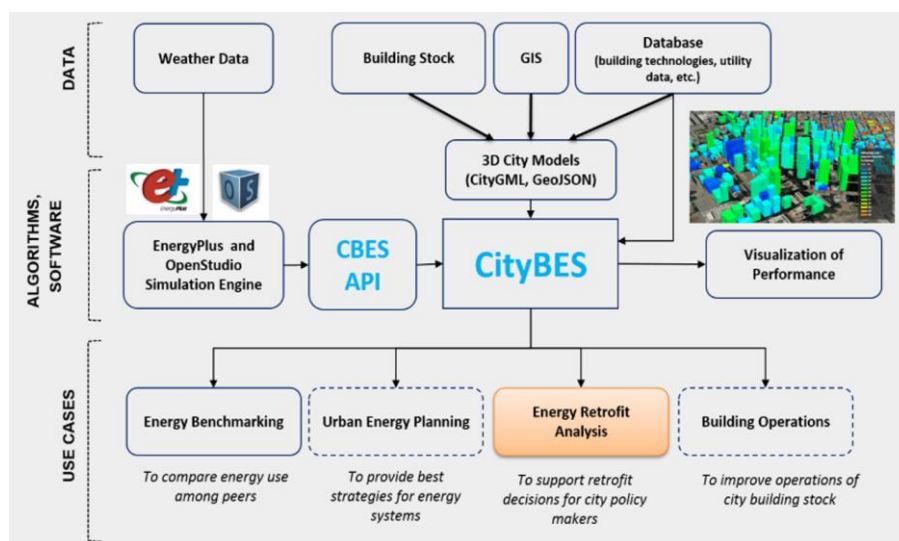 DATA
Weather Data
Building Stock
GIS
Database
(building technologies, utility
data, etc.)
3D City Models
(CityGML, GeoJSON)
ALGORITHMS,
SOFTWARE
et
EnergyPlus
OS
EnergyPlus and
OpenStudio
Simulation Engine
CBES
API
CityBES
Visualization of
Performance
USE CASES
Energy Benchmarking
Urban Energy Planning
Energy Retrofit
Analysis
Building Operations
To compare energy use
among peers
To provide best
strategies for energy
systems
To support retrofit
decisions for city policy
makers
To improve operations of
city building stock